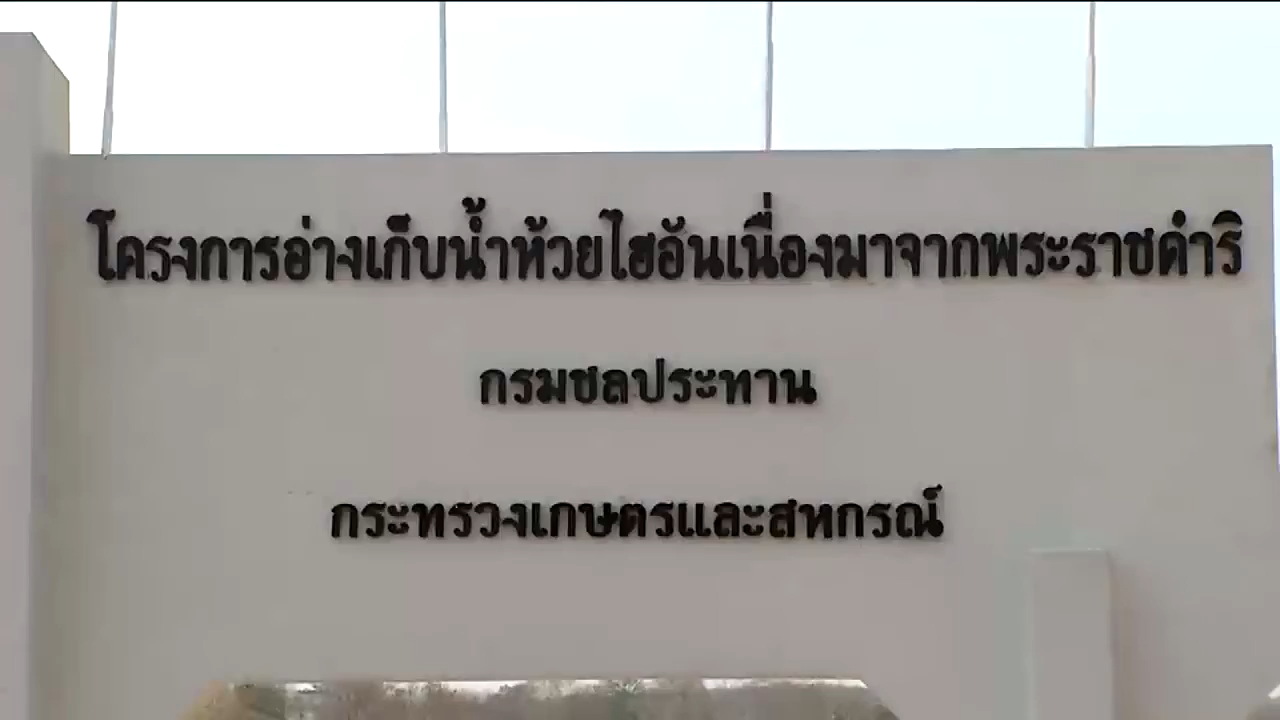 โครงการอ่างเก็บน้ำห้วยไฮอันเนื่องมาจากพระราชดำริ
กรมชลประทาน
กระทรวงเกษตรและสหกรณ์